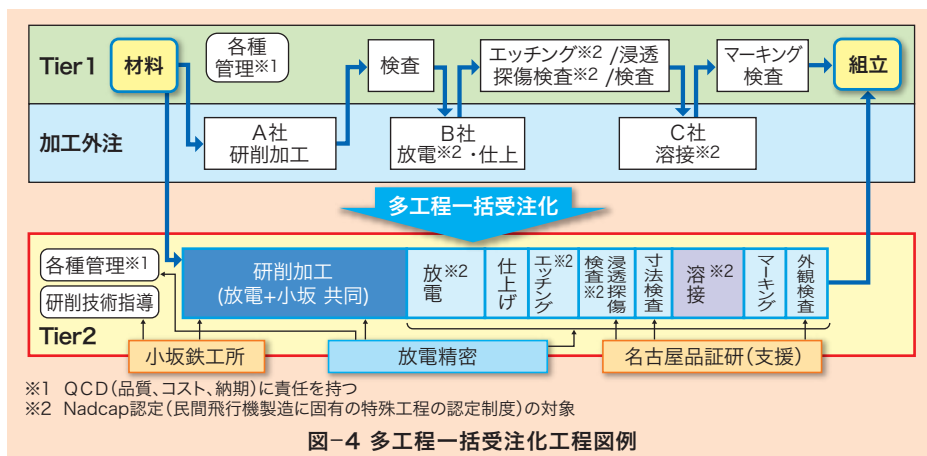 Tier1
材料
各種
管理※1
検査
エッチング※2/浸透
探傷検査※2/検査
マーキング
検査
組立
加工外注
A社
研削加工
B社
放電※2・仕上
C社
溶接※2
多工程一括受注化
各種管理※1
研削技術指導
Tier2
研削加工
(放電+小坂 共同)
放電※2
仕上げ
エッチング※2
浸透探傷
検査※2
寸法検査
溶接※2
マーキング
外観検査
小坂鉄工所
放電精密
名古屋品証研(支援)
※1 QCD(品質、コスト、納期)に責任を持つ
※2 Nadcap認定(民間飛行機製造に固有の特殊工程の認定制度)の対象
図-4 多工程一括受注化工程図例